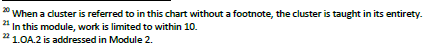 20 When a cluster is referred to in this chart without a footnote, the cluster is taught in its entirety.
21 In this module, work is limited to within 10.
22 1.OA.2 is addressed in Module 2.